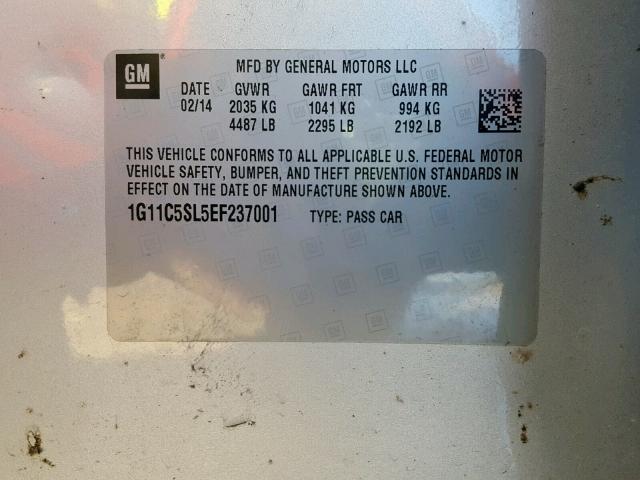 GM ® MFD BY GENERAL MOTORS LLC
DATE GVWR GAWR FRT GAWR RR
02/14 2035 KG 1041 KG 994 KG
4487 LB 2295 LB 2192 LB
THIS VEHICLE CONFORMS TO ALL APPLICABLE U.S. FEDERAL MOTOR
VEHICLE SAFETY, BUMPER, AND THEFT PREVENTION STANDARDS IN
EFFECT ON THE DATE OF MANUFACTURE SHOWN ABOVE.
1G11C5SL5EF237001 TYPE: PASS CAR